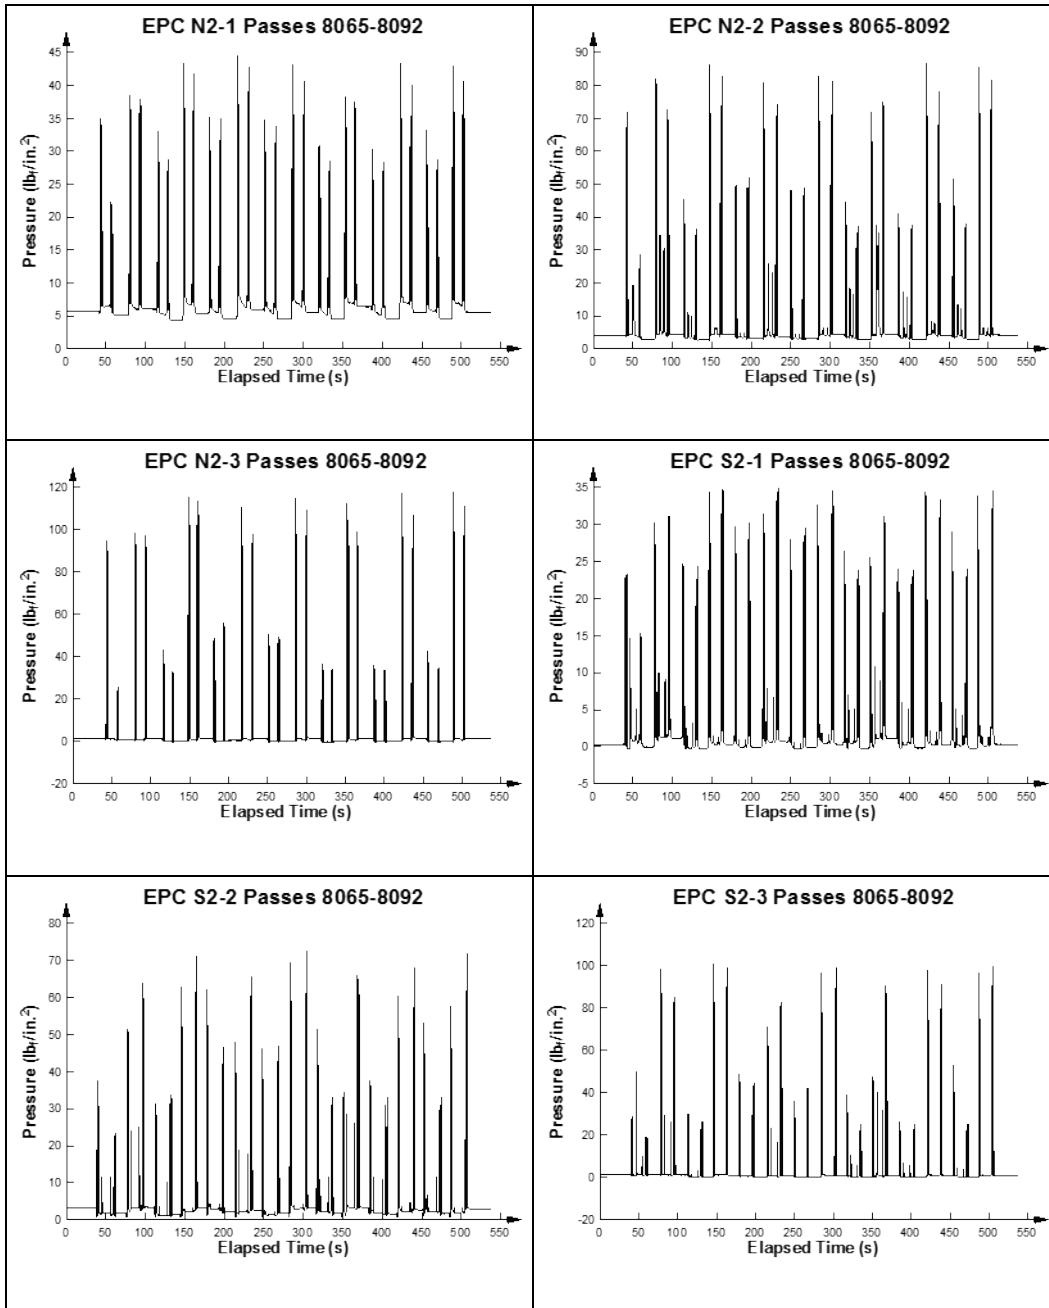 EPC N2-1 Passes 8065-8092
45
40
35
30
25
20
15
10
5
0
Pressure (lbf/in.²)
0 50 100 150 200 250 300 350 400 450 500 550
Elapsed Time (s)
EPC N2-2 Passes 8065-8092
90
80
70
60
50
40
30
20
10
0
Pressure (lbf/in.²)
0 50 100 150 200 250 300 350 400 450 500 550
Elapsed Time (s)
EPC N2-3 Passes 8065-8092
120
100
80
60
40
20
0
-20
Pressure (lbf/in.²)
0 50 100 150 200 250 300 350 400 450 500 550
Elapsed Time (s)
EPC S2-1 Passes 8065-8092
35
30
25
20
15
10
5
0
-5
Pressure (lbf/in.²)
0 50 100 150 200 250 300 350 400 450 500 550
Elapsed Time (s)
EPC S2-2 Passes 8065-8092
80
70
60
50
40
30
20
10
0
Pressure (lbf/in.²)
0 50 100 150 200 250 300 350 400 450 500 550
Elapsed Time (s)
EPC S2-3 Passes 8065-8092
120
100
80
60
40
20
0
-20
Pressure (lbf/in.²)
0 50 100 150 200 250 300 350 400 450 500 550
Elapsed Time (s)